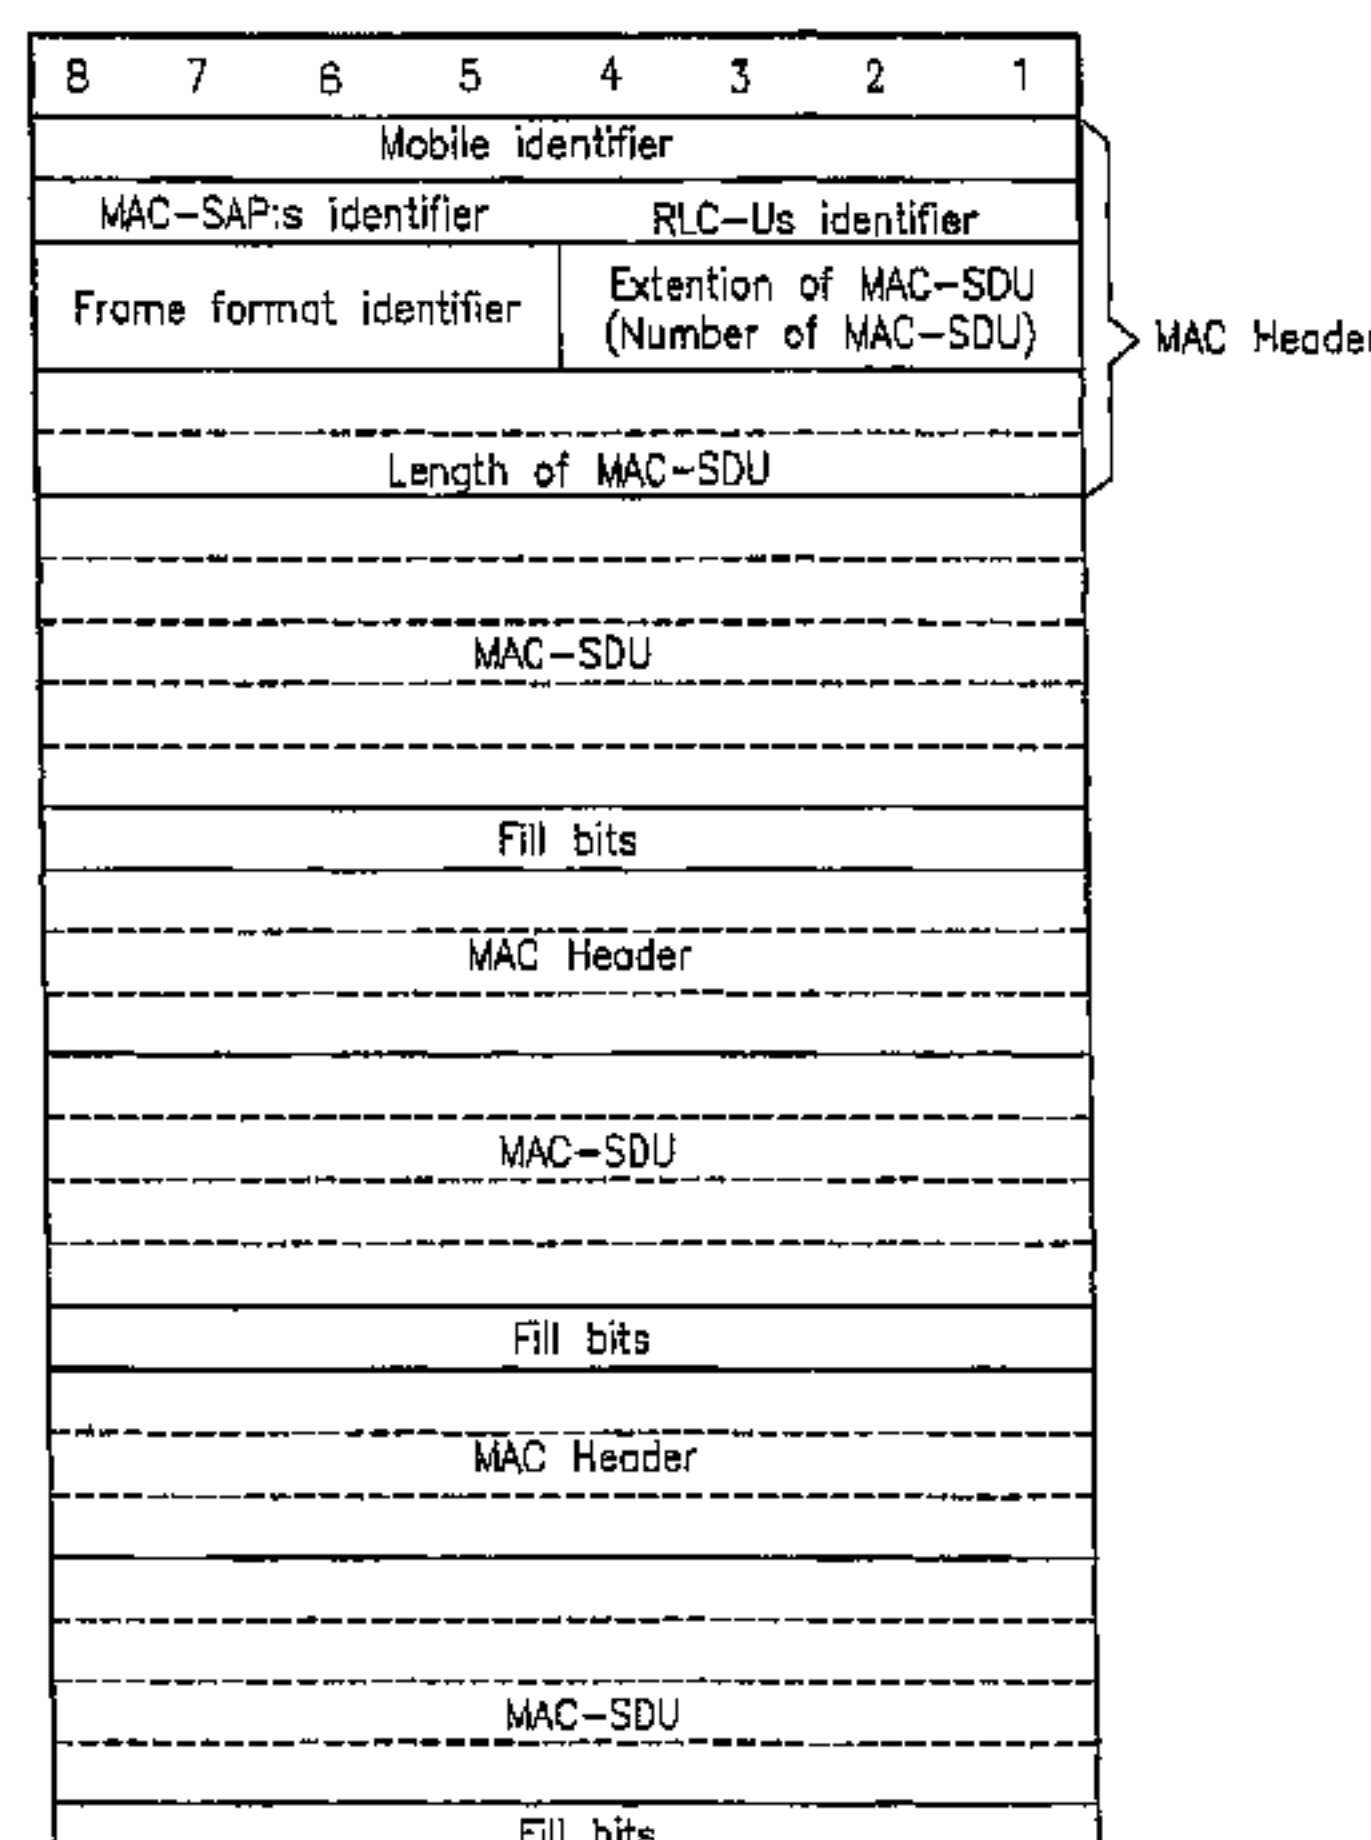 8 7 6 5 4 3 2 1
Mobile identifier
MAC-SAP:s identifier RLC-Us identifier
Frame format identifier
Extention of MAC-SDU
(Number of MAC-SDU)
MAC Header
Length of MAC-SDU
MAC-SDU
Fill bits
MAC Header
MAC-SDU
Fill bits
MAC Header
MAC-SDU
Fill bits